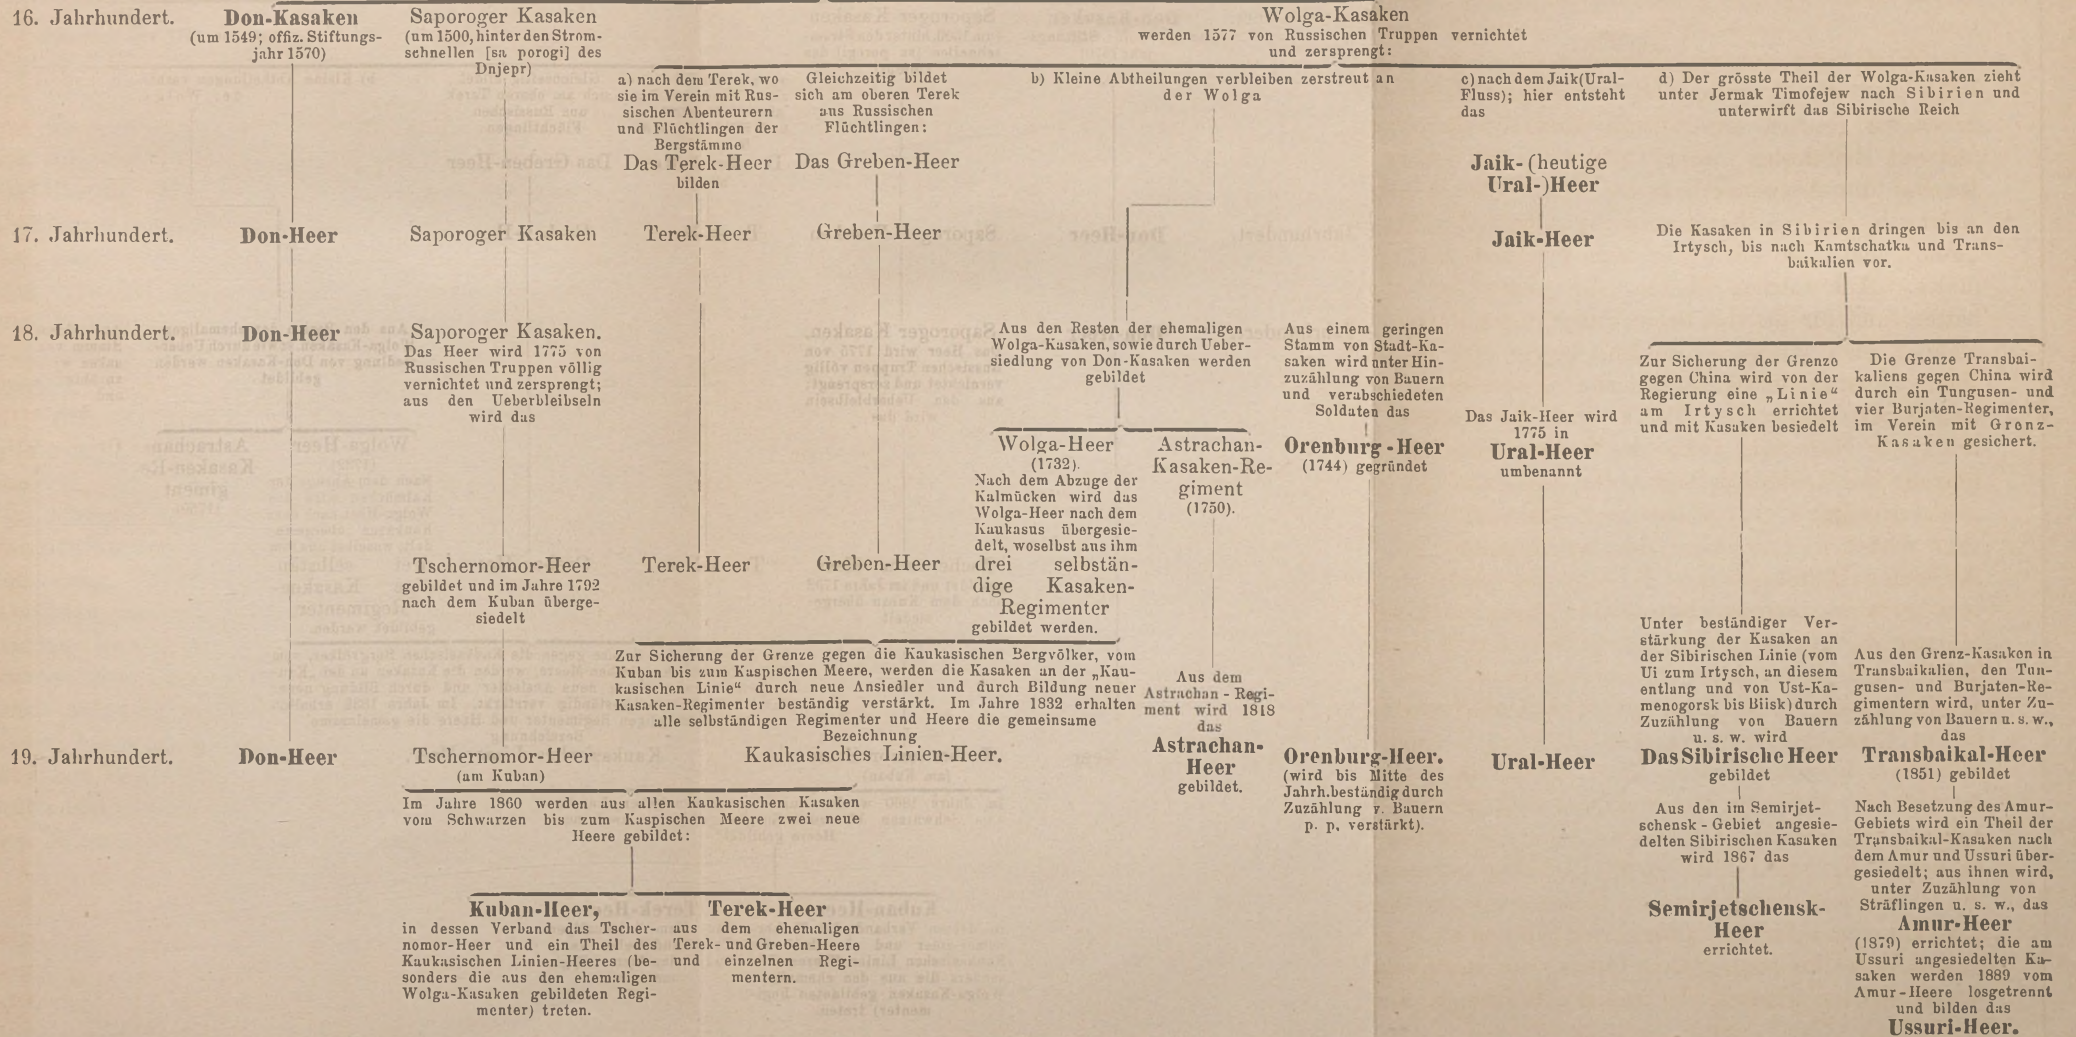 16. Jahrhundert.
Don-Kasaken
(um 1549; offiz. Stiftungs-
jahr 1570)
Saporoger Kasaken
(um 1500, hinter den Strom-
schnellen [sa porogi] des
Dnjepr)
Wolga-Kasaken
werden 1577 von Russischen Truppen vernichtet
und zersprengt:
a) nach dem Terek, wo
sie im Verein mit Rus-
sischen Abenteurern
und Flüchtlingen der
Bergstämme
Das Terek-Heer
bilden
Gleichzeitig bildet
sich am oberen Terek
aus Russischen
Flüchtlingen:
Das Greben-Heer
b) Kleine Abtheilungen verbleiben zerstreut an
der Wolga
c) nach dem Jaik (Ural-
Fluss); hier entsteht
das
Jaik- (heutige
Ural-)Heer
d) Der grösste Theil der Wolga-Kasaken zieht
unter Jermak Timofejew nach Sibirien und
unterwirft das Sibirische Reich
17. Jahrhundert.
Don-Heer
Saporoger Kasaken
Terek-Heer
Greben-Heer
Jaik-Heer
Die Kasaken in Sibirien dringen bis an den
Irtysch, bis nach Kamtschatka und Trans-
baikalien vor.
18. Jahrhundert.
Don-Heer
Saporoger Kasaken.
Das Heer wird 1775 von
Russischen Truppen völlig
vernichtet und zersprengt;
aus den Ueberbleibseln
wird das
Tschernomor-Heer
gebildet und im Jahre 1792
nach dem Kuban überge-
siedelt
Terek-Heer
Greben-Heer
Aus den Resten der ehemaligen
Wolga-Kasaken, sowie durch Ueber-
siedlung von Don-Kasaken werden
gebildet
Wolga-Heer
(1732).
Nach dem Abzuge der
Kalmücken wird das
Wolga-Heer nach dem
Kaukasus übergesie-
delt, woselbst aus ihm
drei selbstän-
dige Kasaken-
Regimenter
gebildet werden.
Astrachan-
Kasaken-Re-
giment
(1750).
Aus einem geringen
Stamm von Stadt-Ka-
saken wird unter Hin-
zuzählung von Bauern
und verabschiedeten
Soldaten das
Orenburg-Heer
(1744) gegründet
Das Jaik-Heer wird
1775 in
Ural-Heer
umbenannt
Zur Sicherung der Grenze
gegen China wird von der
Regierung eine „Linie“
am Irtysch errichtet
und mit Kasaken besiedelt
Die Grenze Transbai-
kaliens gegen China wird
durch ein Tungusen- und
vier Burjaten-Regimenter,
im Verein mit Grenz-
Kasaken gesichert.
Zur Sicherung der Grenze gegen die Kaukasischen Bergvölker, vom
Kuban bis zum Kaspischen Meere, werden die Kasaken an der „Kau-
kasischen Linie“ durch neue Ansiedler und durch Bildung neuer
Kasaken-Regimenter beständig verstärkt. Im Jahre 1832 erhalten
alle selbständigen Regimenter und Heere die gemeinsame
Bezeichnung
Aus dem
Astrachan-Regi-
ment wird 1818
das
Astrachan-
Heer
gebildet.
Unter beständiger Ver-
stärkung der Kasaken an
der Sibirischen Linie (vom
Ui zum Irtysch, an diesem
entlang und von Ust-Ka-
menogorsk bis Biisk) durch
Zuzählung von Bauern
u. s. w. wird
Das Sibirische Heer
gebildet
Aus den Grenz-Kasaken in
Transbaikalien, den Tun-
gusen- und Burjaten-Re-
gimentern wird, unter Zu-
zählung von Bauern u. s. w.,
das
Transbaikal-Heer
(1851) gebildet
19. Jahrhundert.
Don-Heer
Tschernomor-Heer
(am Kuban)
Kaukasisches Linien-Heer.
Orenburg-Heer.
(wird bis Mitte des
Jahrh. beständig durch
Zuzählung v. Bauern
p. p. verstärkt).
Ural-Heer
Im Jahre 1860 werden aus allen Kaukasischen Kasaken
vom Schwarzen bis zum Kaspischen Meere zwei neue
Heere gebildet:
Kuban-Heer,
in dessen Verband das Tscher-
nomor-Heer und ein Theil des
Kaukasischen Linien-Heeres (be-
sonders die aus den ehemaligen
Wolga-Kasaken gebildeten Regi-
menter) treten.
Terek-Heer
aus dem ehemaligen
Terek- und Greben-Heere
und einzelnen Regi-
mentern.
Aus den im Semirjet-
schensk-Gebiet angesie-
delten Sibirischen Kasaken
wird 1867 das
Semirjetschensk-
Heer
errichtet.
Nach Besetzung des Amur-
Gebiets wird ein Theil der
Transbaikal-Kasaken nach
dem Amur und Ussuri über-
gesiedelt; aus ihnen wird,
unter Zuzählung von
Sträflingen u. s. w., das
Amur-Heer
(1879) errichtet; die am
Ussuri angesiedelten Ka-
saken werden 1889 vom
Amur-Heere losgetrennt
und bilden das
Ussuri-Heer.